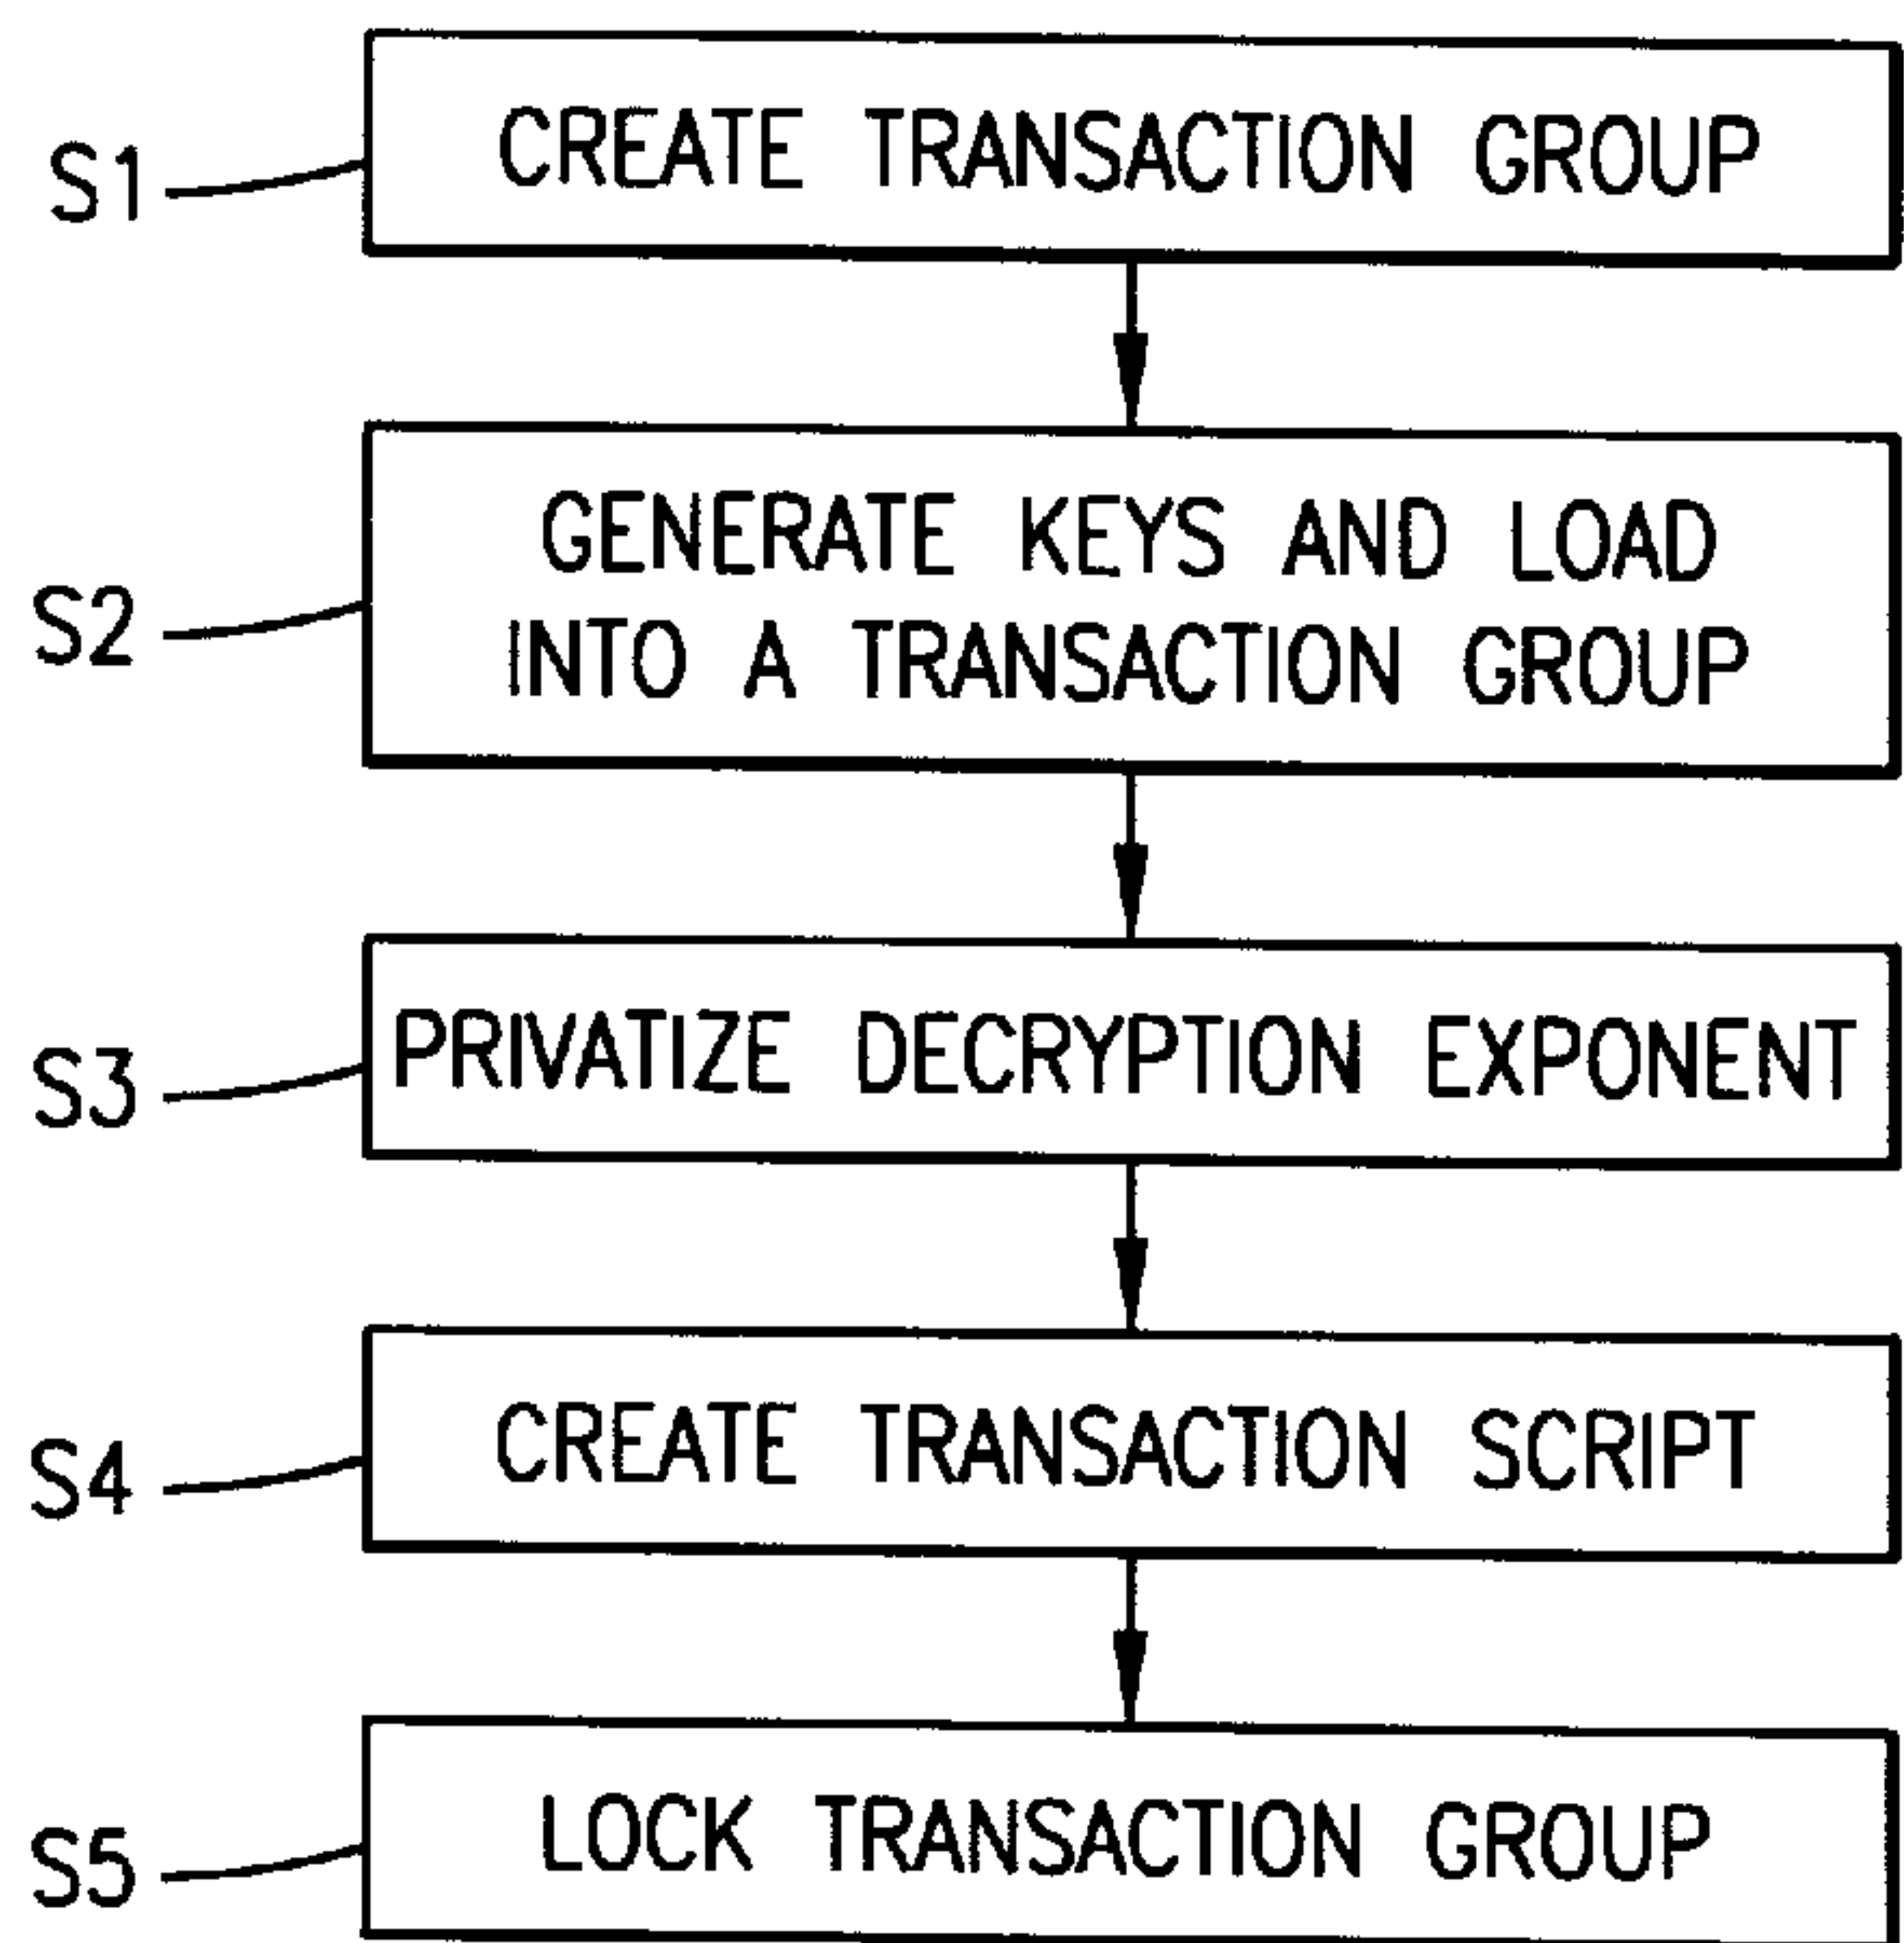 S1
CREATE TRANSACTION GROUP
S2
GENERATE KEYS AND LOAD
INTO A TRANSACTION GROUP
S3
PRIVATIZE DECRYPTION EXPONENT
S4
CREATE TRANSACTION SCRIPT
S5
LOCK TRANSACTION GROUP